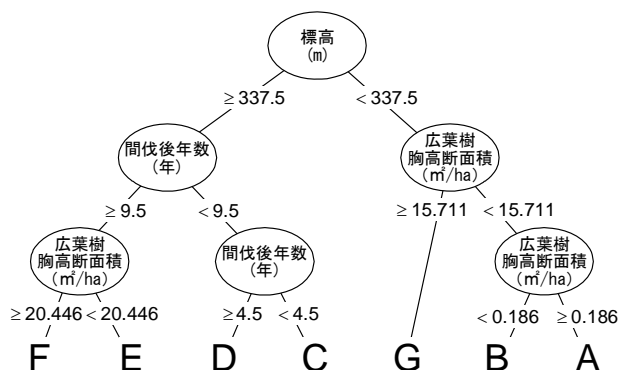 標高
(m)
≥337.5
<337.5
間伐後年数
(年)
広葉樹
胸高断面積
(㎡/ha)
≥9.5
<9.5
≥15.711
<15.711
広葉樹
胸高断面積
(㎡/ha)
間伐後年数
(年)
広葉樹
胸高断面積
(㎡/ha)
≥20.446
<20.446
≥4.5
<4.5
<0.186
≥0.186
F
E
D
C
G
B
A